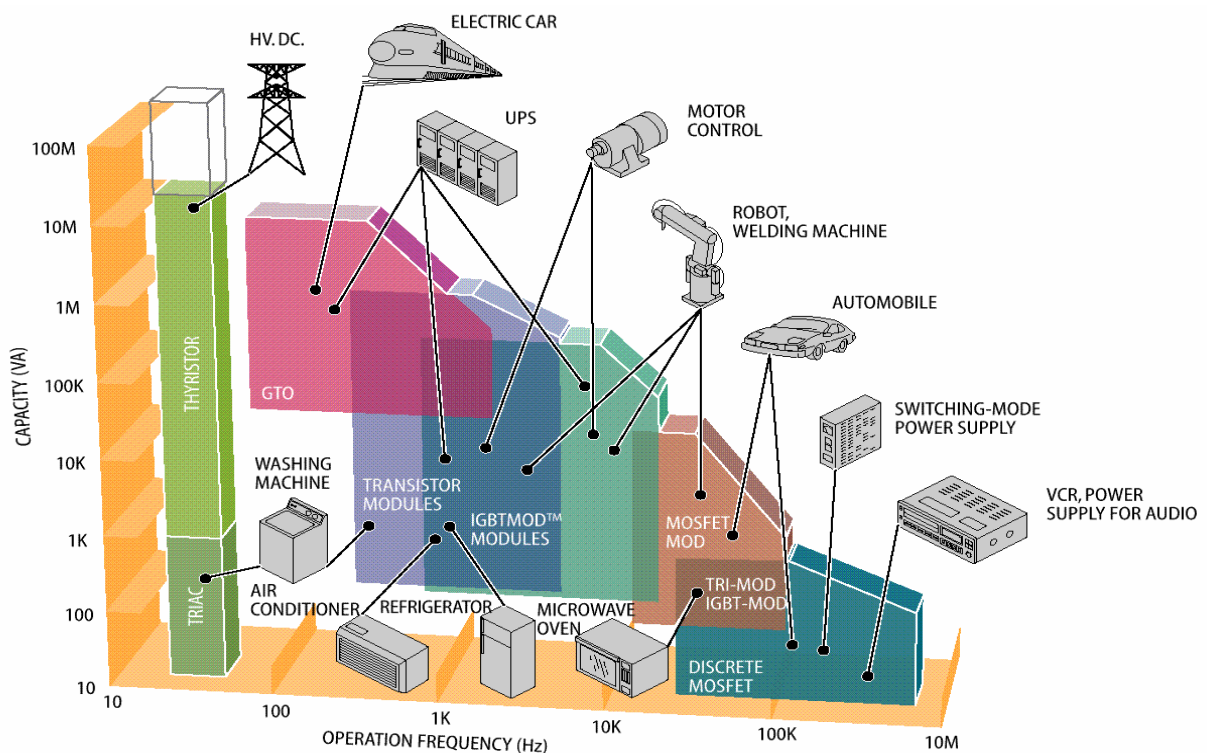 ELECTRIC CAR
HV. DC.
UPS
MOTOR
CONTROL
ROBOT,
WELDING MACHINE
AUTOMOBILE
SWITCHING-MODE
POWER SUPPLY
VCR, POWER
SUPPLY FOR AUDIO
CAPACITY (VA)
100M
10M
1M
100K
10K
1K
100
10
THYRISTOR
TRIAC
GTO
WASHING
MACHINE
TRANSISTOR
MODULES
IGBTMOD™
MODULES
MOSFET
MOD
TRI-MOD
IGBT-MOD
DISCRETE
MOSFET
AIR
CONDITIONER
REFRIGERATOR
MICROWAVE
OVEN
10
100
1K
10K
100K
10M
OPERATION FREQUENCY (Hz)